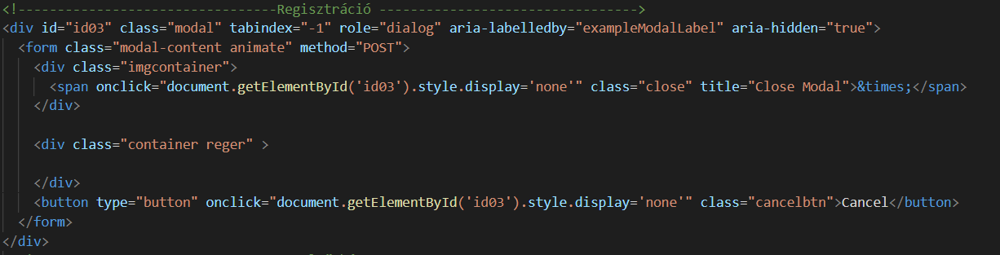 <!---------------------------------Regisztráció --------------------------------->
<div id="id03" class="modal" tabindex="-1" role="dialog" aria-labelledby="exampleModalLabel" aria-hidden="true">
<form class="modal-content animate" method="POST">
<div class="imgcontainer">
<span onclick="document.getElementById('id03').style.display='none'" class="close" title="Close Modal">&times;</span>
</div>
<div class="container reger" >
</div>
<button type="button" onclick="document.getElementById('id03').style.display='none'" class="cancelbtn">Cancel</button>
</form>
</div>